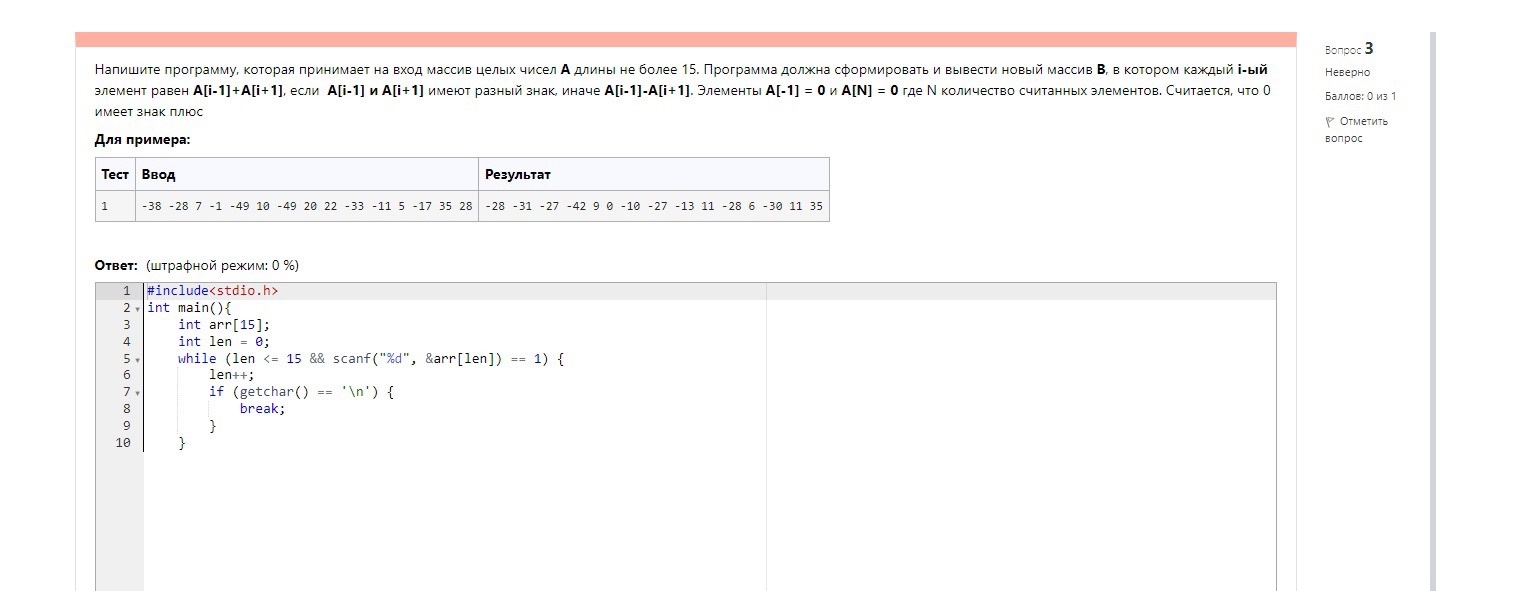 Напишите программу, которая принимает на вход массив целых чисел A длины не более 15. Программа должна сформировать и вывести новый массив B, в котором каждый i-ый
элемент равен A[i-1]+A[i+1], если A[i-1] и A[i+1] имеют разный знак, иначе A[i-1]-A[i+1]. Элементы A[-1] = 0 и A[N] = 0 где N количество считанных элементов. Считается, что 0
имеет знак плюс
Для примера:
Тест Ввод Результат
1 -38 -28 7 -1 -49 10 -49 20 22 -33 -11 5 -17 35 28 -28 -31 -27 -42 9 0 -10 -27 -13 11 -28 6 -30 11 35
Ответ: (штрафной режим: 0 %)
1 #include<stdio.h>
2 int main(){
3 int arr[15];
4 int len = 0;
5 while (len <= 15 && scanf("%d", &arr[len]) == 1) {
6 len++;
7 if (getchar() == '\n') {
8 break;
9 }
10 }
Вопрос 3
Неверно
Баллов: 0 из 1
Отметить
вопрос